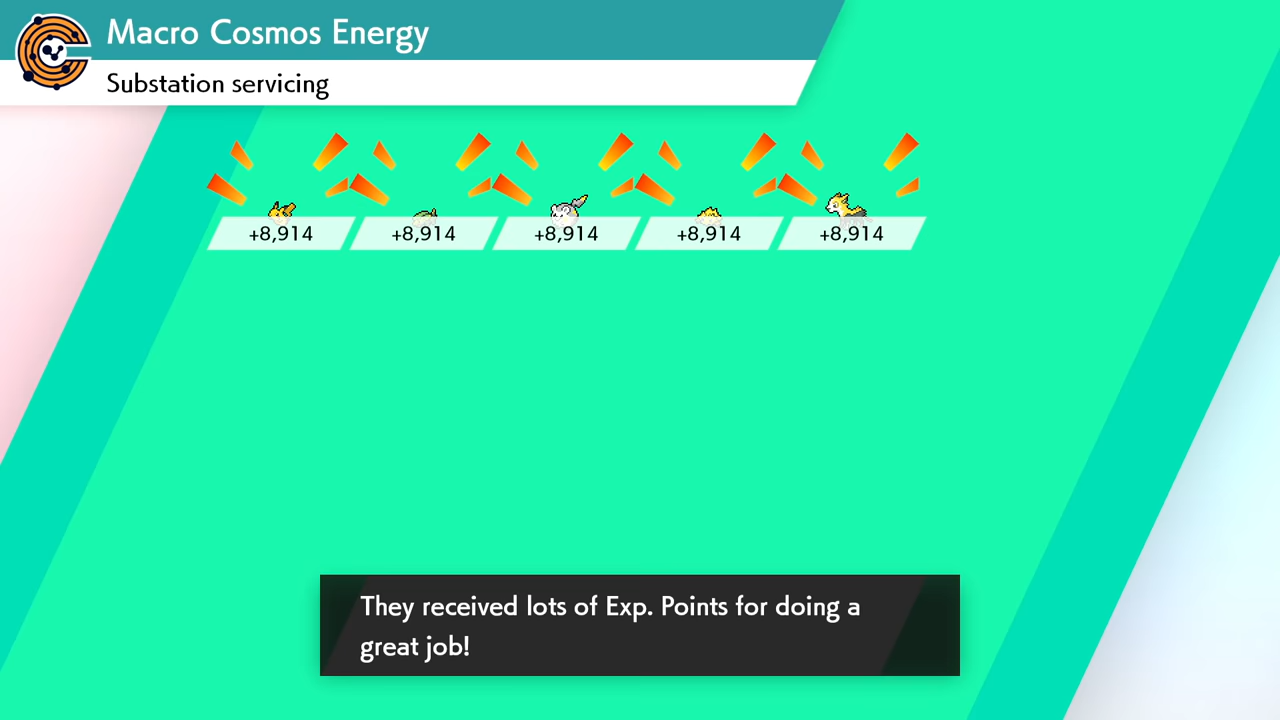 Macro Cosmos Energy
Substation servicing
+8,914 +8,914 +8,914 +8,914 +8,914
They received lots of Exp. Points for doing a
great job!